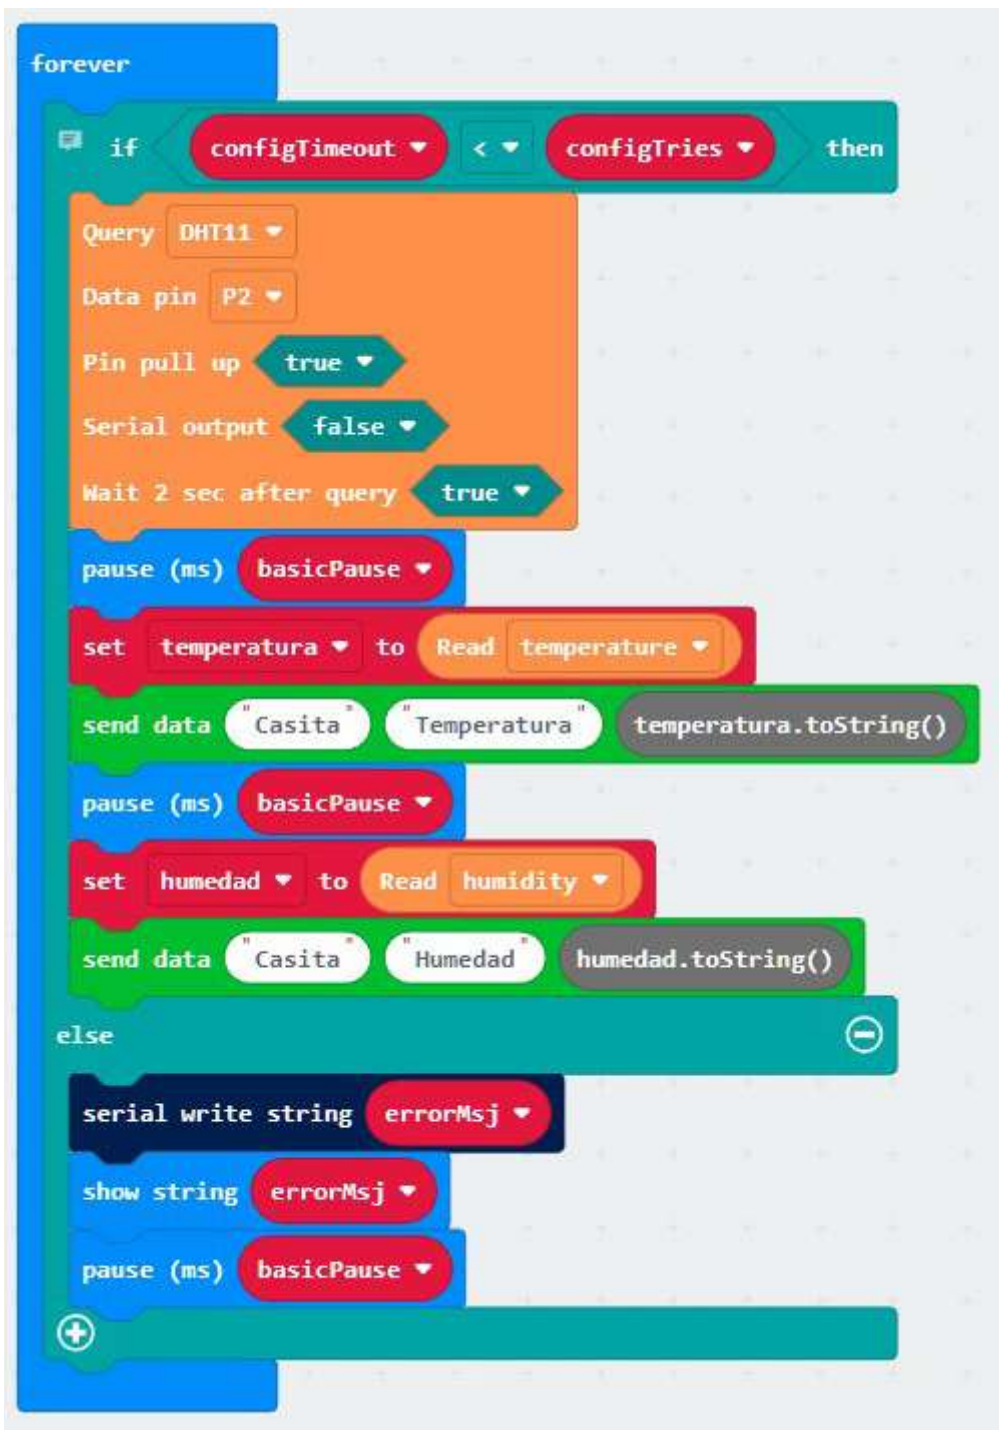 forever
if configTimeout < configTries then
Query DHT11
Data pin P2
Pin pull up true
Serial output false
Wait 2 sec after query true
pause (ms) basicPause
set temperatura to Read temperature
send data "Casita" "Temperatura" temperatura.toString()
pause (ms) basicPause
set humedad to Read humidity
send data "Casita" "Humedad" humedad.toString()
else
serial write string errorMsj
show string errorMsj
pause (ms) basicPause